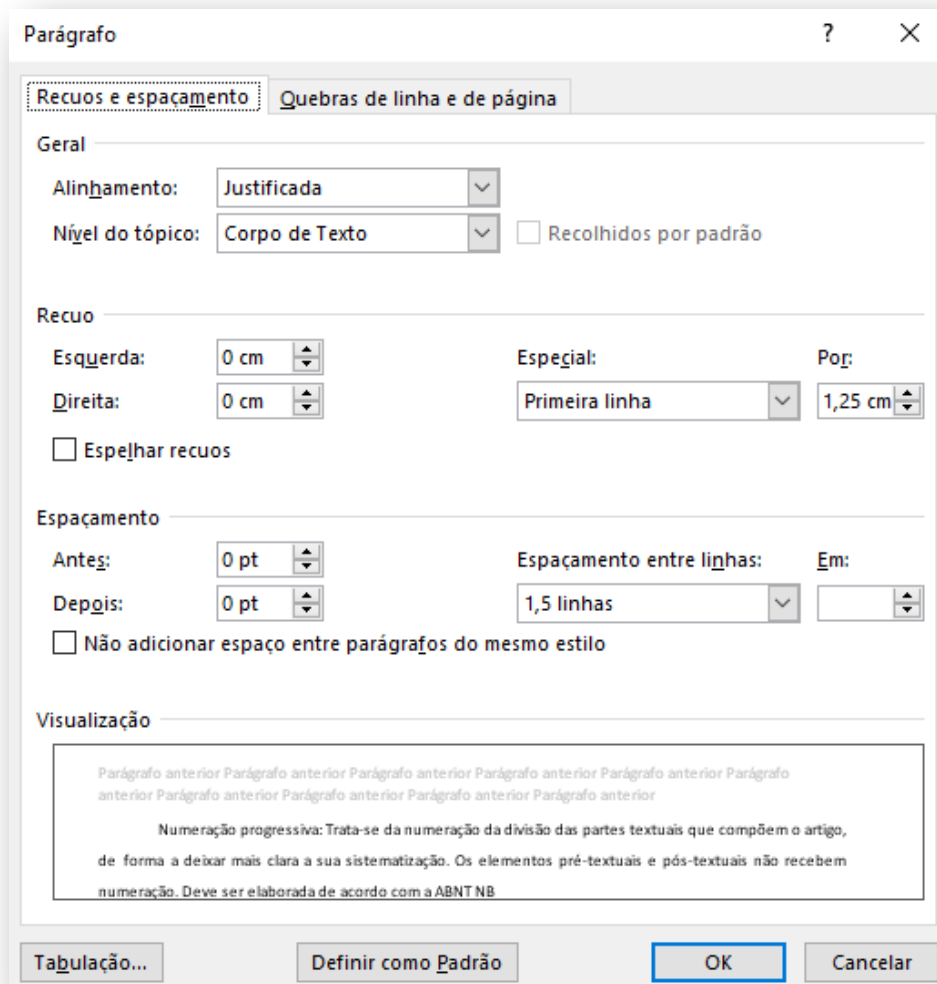 Parágrafo ?
Recuos e espaçamento Quebras de linha e de página
Geral
Alinhamento: Justificada
Nível do tópico: Corpo de Texto Recolhidos por padrão
Recuo
Esquerda: 0 cm Especial: Por:
Direita: 0 cm Primeira linha 1,25 cm
Espelhar recuos
Espaçamento
Antes: 0 pt Espaçamento entre linhas: Em:
Depois: 0 pt 1,5 linhas
Não adicionar espaço entre parágrafos do mesmo estilo
Visualização
Parágrafo anterior Parágrafo anterior Parágrafo anterior Parágrafo anterior Parágrafo anterior Parágrafo
anterior Parágrafo anterior Parágrafo anterior Parágrafo anterior Parágrafo anterior
Numeração progressiva: Trata-se da numeração da divisão das partes textuais que compõem o artigo,
de forma a deixar mais clara a sua sistematização. Os elementos pré-textuais e pós-textuais não recebem
numeração. Deve ser elaborada de acordo com a ABNT NB
Tabulação... Definir como Padrão OK Cancelar